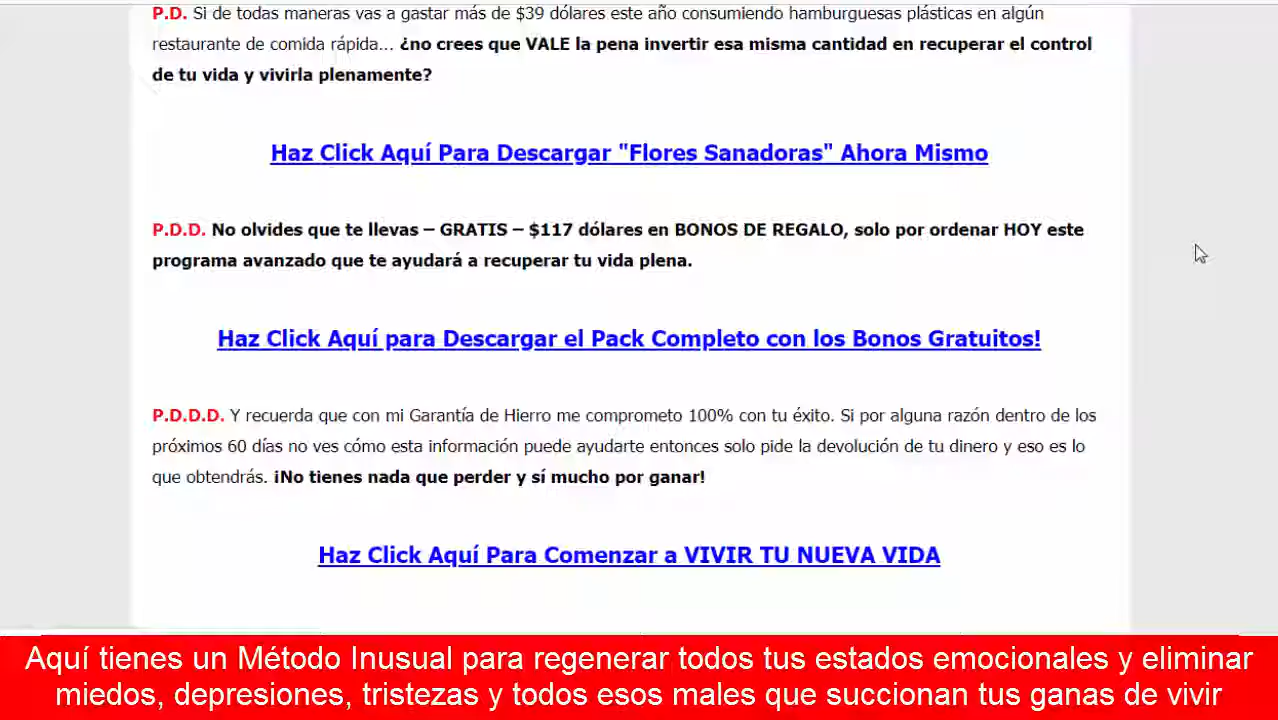 P.D. Si de todas maneras vas a gastar más de $39 dólares este año consumiendo hamburguesas plásticas en algún
restaurante de comida rápida... ¿no crees que VALE la pena invertir esa misma cantidad en recuperar el control
de tu vida y vivirla plenamente?
Haz Click Aquí Para Descargar "Flores Sanadoras" Ahora Mismo
P.D.D. No olvides que te llevas – GRATIS – $117 dólares en BONOS DE REGALO, solo por ordenar HOY este
programa avanzado que te ayudará a recuperar tu vida plena.
Haz Click Aquí para Descargar el Pack Completo con los Bonos Gratuitos!
P.D.D.D. Y recuerda que con mi Garantía de Hierro me comprometo 100% con tu éxito. Si por alguna razón dentro de los
próximos 60 días no ves cómo esta información puede ayudarte entonces solo pide la devolución de tu dinero y eso es lo
que obtendrás. ¡No tienes nada que perder y sí mucho por ganar!
Haz Click Aquí Para Comenzar a VIVIR TU NUEVA VIDA
Aquí tienes un Método Inusual para regenerar todos tus estados emocionales y eliminar
miedos, depresiones, tristezas y todos esos males que succionan tus ganas de vivir